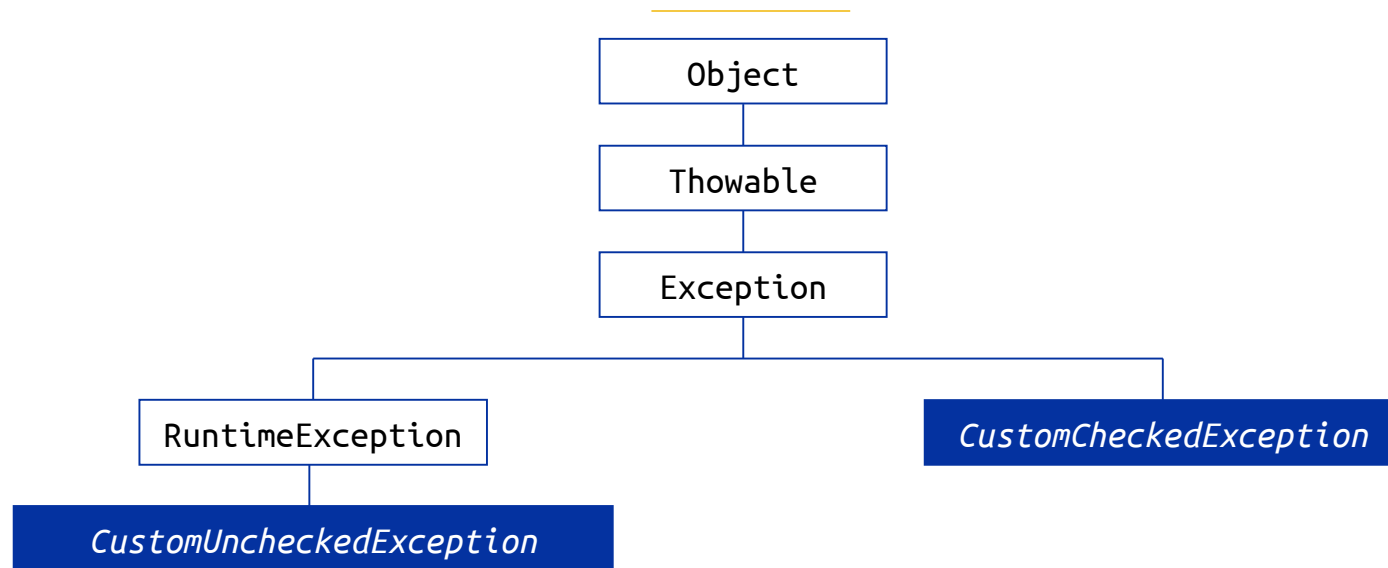 Object
Thowable
Exception
RuntimeException
CustomCheckedException
CustomUncheckedException